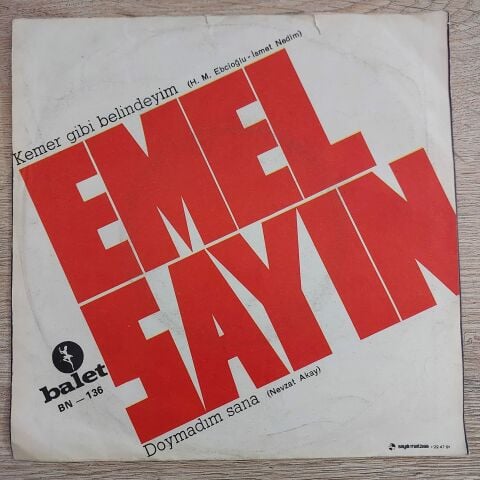 Kemer gibi belindeyim (H. M. Ebcioğlu - İsmet Nedim)
EMEL
SAYIN
balet
BN — 136
Doymadım sana (Nevzat Akay)